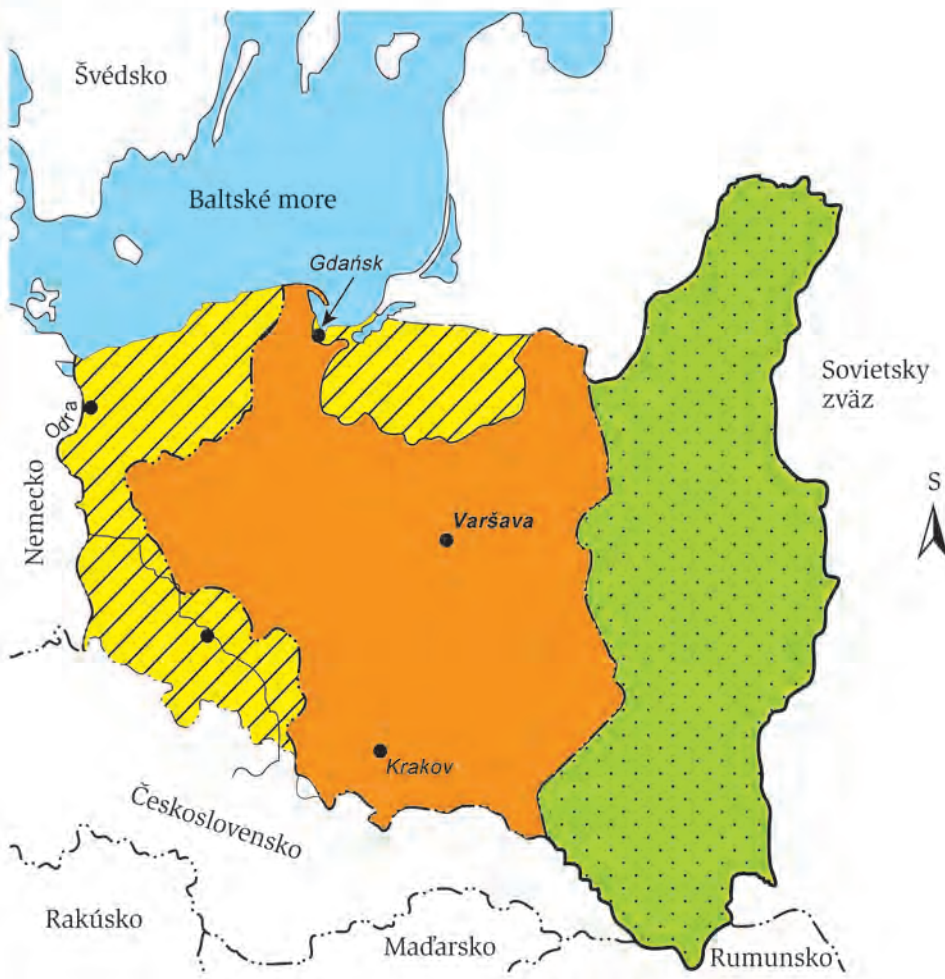 Švédsko
Baltské more
Gdańsk
Sovietsky
zväz
Odra
Nemecko
S
Varšava
Krakov
Československo
Rakúsko
Maďarsko
Rumunsko